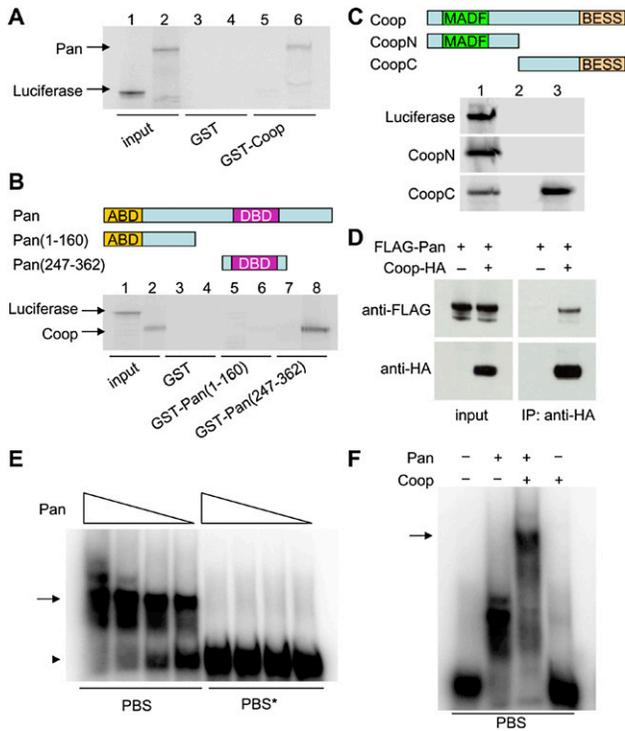 A
1 2 3 4 5 6
Pan
Luciferase
input
GST
GST-Coop
B
Pan
ABD
DBD
Pan(1-160)
ABD
Pan(247-362)
DBD
1 2 3 4 5 6 7 8
Luciferase
Coop
input
GST
GST-Pan(1-160)
GST-Pan(247-362)
C
Coop
MADF
BESS
CoopN
MADF
CoopC
BESS
1 2 3
Luciferase
CoopN
CoopC
D
FLAG-Pan + + + +
Coop-HA − + − +
anti-FLAG
anti-HA
input
IP: anti-HA
E
Pan
PBS
PBS*
F
Pan − + + −
Coop − − + +
PBS